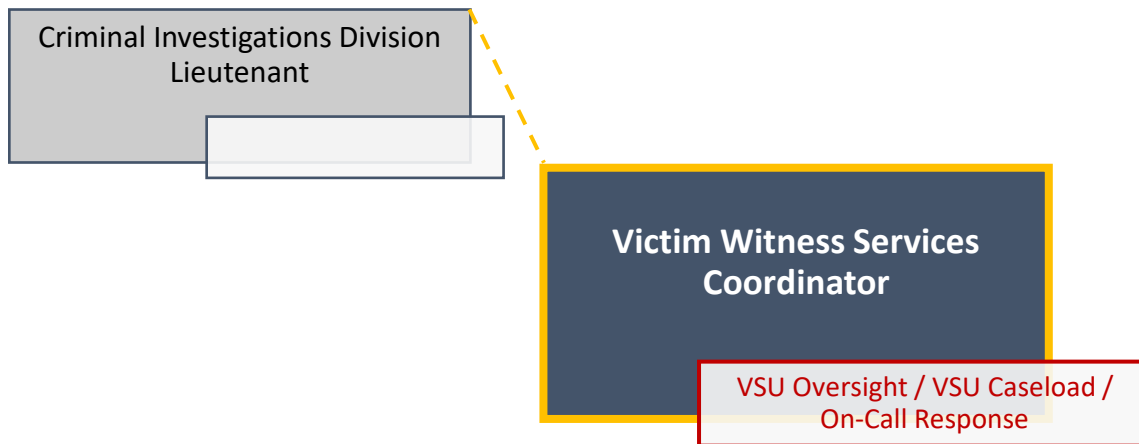 Criminal Investigations Division
Lieutenant
Victim Witness Services
Coordinator
VSU Oversight / VSU Caseload /
On-Call Response